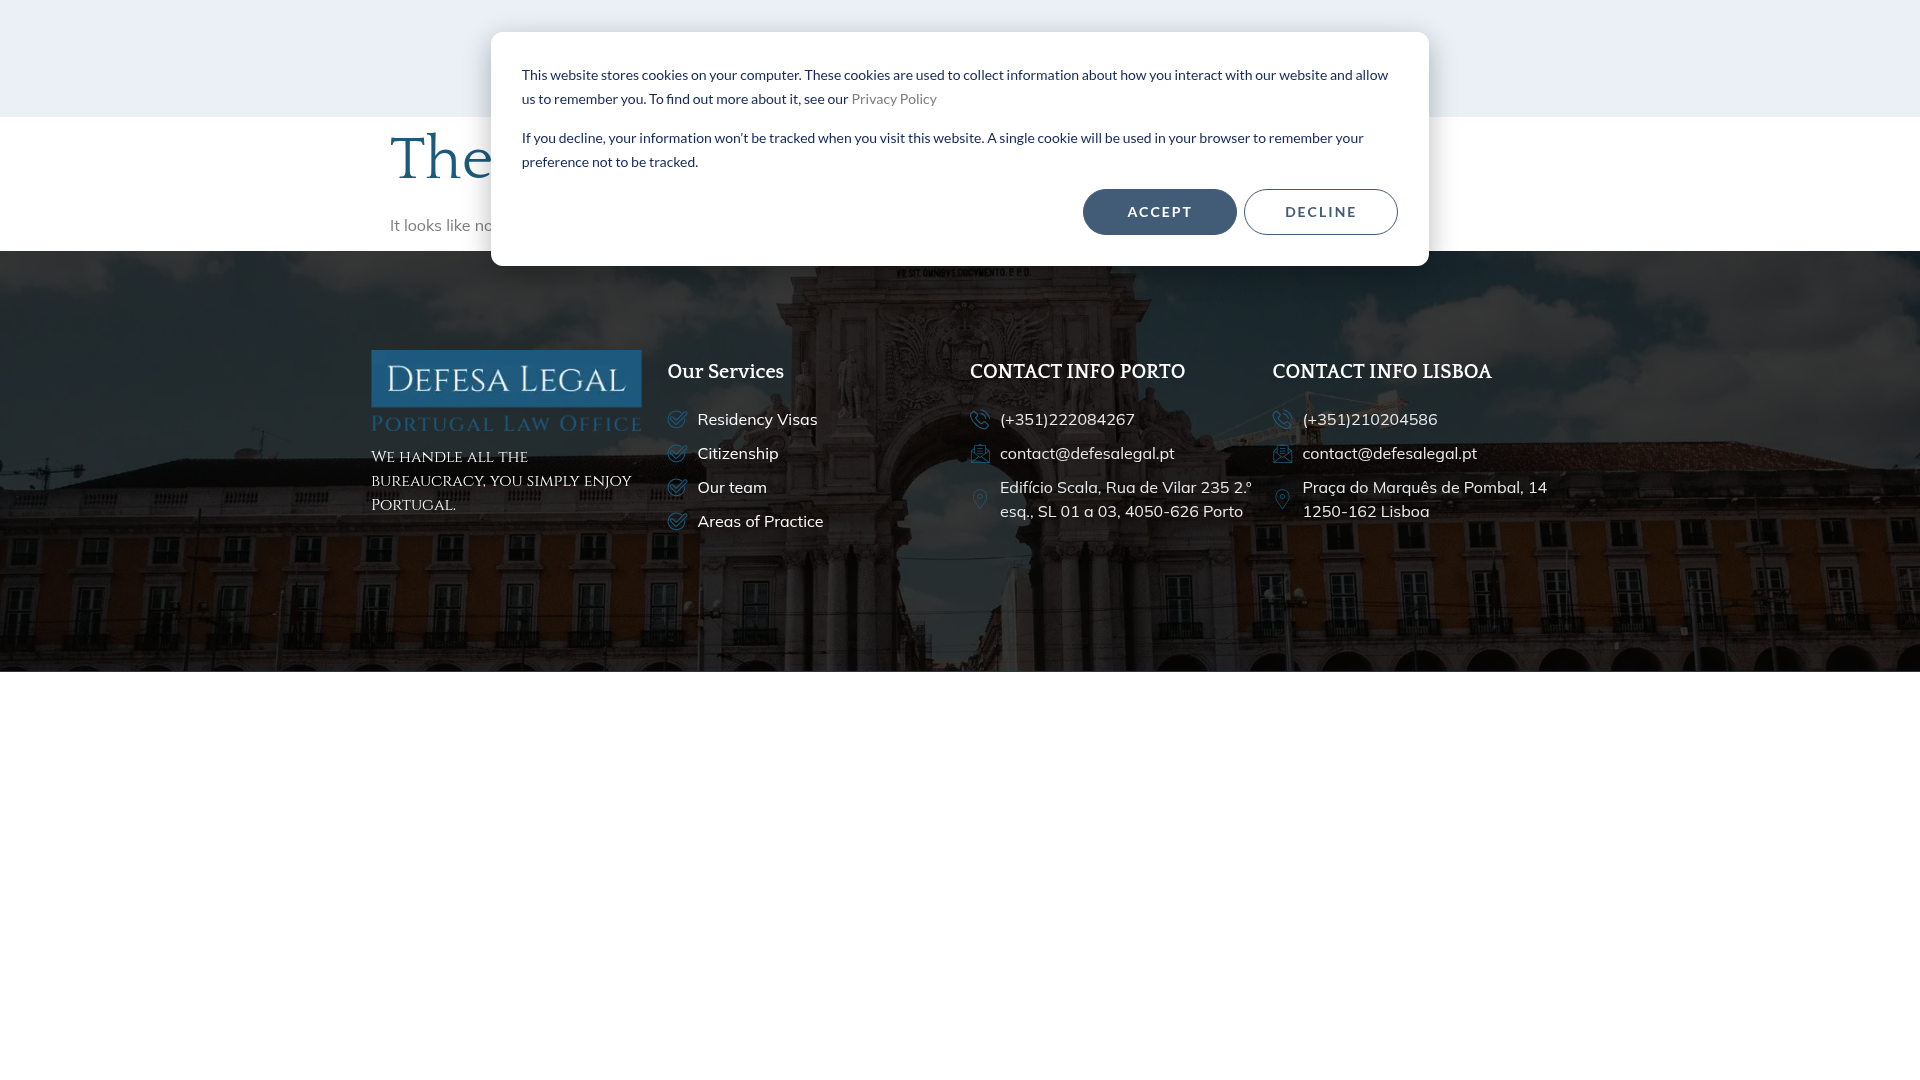 This website stores cookies on your computer. These cookies are used to collect information about how you interact with our website and allow
us to remember you. To find out more about it, see our Privacy Policy
If you decline, your information won't be tracked when you visit this website. A single cookie will be used in your browser to remember your
preference not to be tracked.
ACCEPT
DECLINE
The
It looks like
DEFESA LEGAL
PORTUGAL LAW OFFICE
We handle all the
bureaucracy, you simply enjoy
Portugal.
Our Services
Residency Visas
Citizenship
Our team
Areas of Practice
CONTACT INFO PORTO
(+351)222084267
contact@defesalegal.pt
Edifício Scala, Rua de Vilar 235 2.º
esq., SL 01 a 03, 4050-626 Porto
CONTACT INFO LISBOA
(+351)210204586
contact@defesalegal.pt
Praça do Marquês de Pombal, 14
1250-162 Lisboa